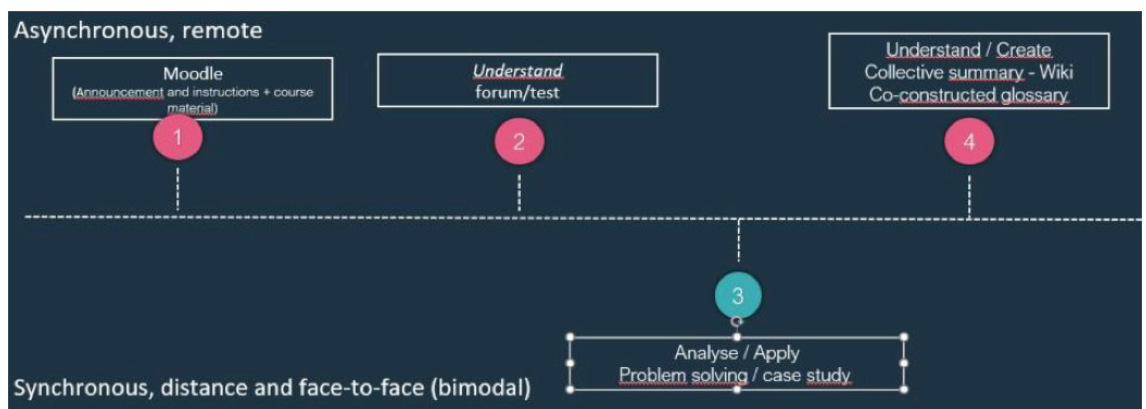 Asynchronous, remote
Moodle
(Announcement and instructions + course
material)
1
Understand
forum/test
2
Understand / Create
Collective summary - Wiki
Co-constructed glossary
4
3
Analyse / Apply
Problem solving / case study
Synchronous, distance and face-to-face (bimodal)